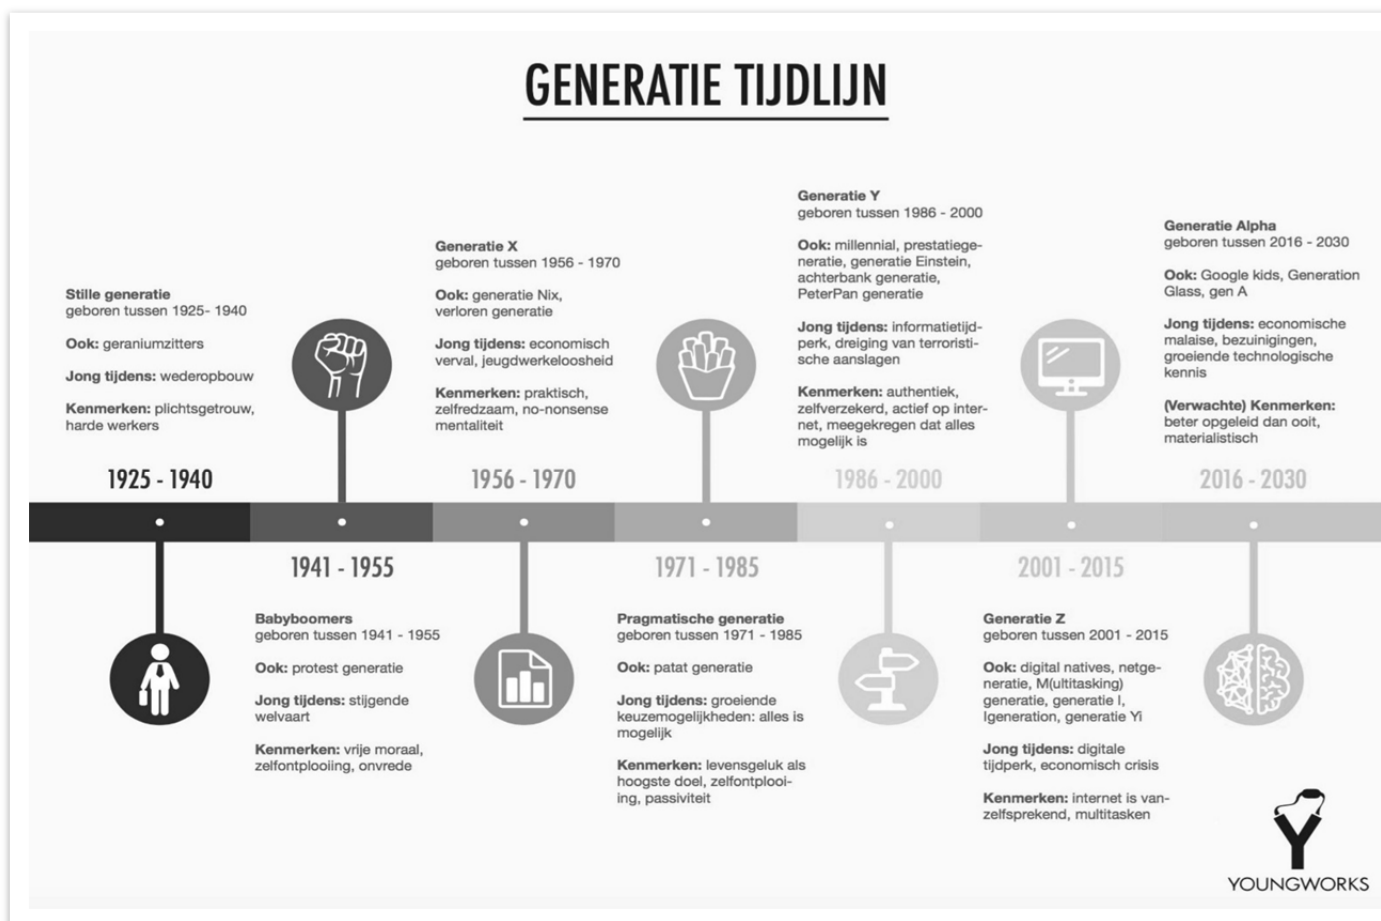 GENERATIE TIJDLIJN
Stille generatie
geboren tussen 1925- 1940
Ook: geraniumzitters
Jong tijdens: wederopbouw
Kenmerken: plichtsgetrouw,
harde werkers
1925 - 1940
1941 - 1955
Babyboomers
geboren tussen 1941 - 1955
Ook: protest generatie
Jong tijdens: stijgende
welvaart
Kenmerken: vrije moraal,
zelfontplooiing, onvrede
Generatie X
geboren tussen 1956 - 1970
Ook: generatie Nix,
verloren generatie
Jong tijdens: economisch
verval, jeugdwerkeloosheid
Kenmerken: praktisch,
zelfredzaam, no-nonsense
mentaliteit
1956 - 1970
1971 - 1985
Pragmatische generatie
geboren tussen 1971 - 1985
Ook: patat generatie
Jong tijdens: groeiende
keuzemogelijkheden: alles is
mogelijk
Kenmerken: levensgeluk als
hoogste doel, zelfontplooi-
ing, passiviteit
Generatie Y
geboren tussen 1986 - 2000
Ook: millennial, prestatiege-
neratie, generatie Einstein,
achterbank generatie,
PeterPan generatie
Jong tijdens: informatietijd-
perk, dreiging van terroristi-
sche aanslagen
Kenmerken: authentiek,
zelfverzekerd, actief op inter-
net, meegekregen dat alles
mogelijk is
1986 - 2000
2001 - 2015
Generatie Z
geboren tussen 2001 - 2015
Ook: digital natives, netge-
neratie, M(ultitasking)
generatie, generatie I,
Igeneration, generatie Yi
Jong tijdens: digitale
tijdperk, economisch crisis
Kenmerken: internet is van-
zelfsprekend, multitasken
Generatie Alpha
geboren tussen 2016 - 2030
Ook: Google kids, Generation
Glass, gen A
Jong tijdens: economische
malaise, bezuinigingen,
groeiende technologische
kennis
(Verwachte) Kenmerken:
beter opgeleid dan ooit,
materialistisch
2016 - 2030
YOUNGWORKS